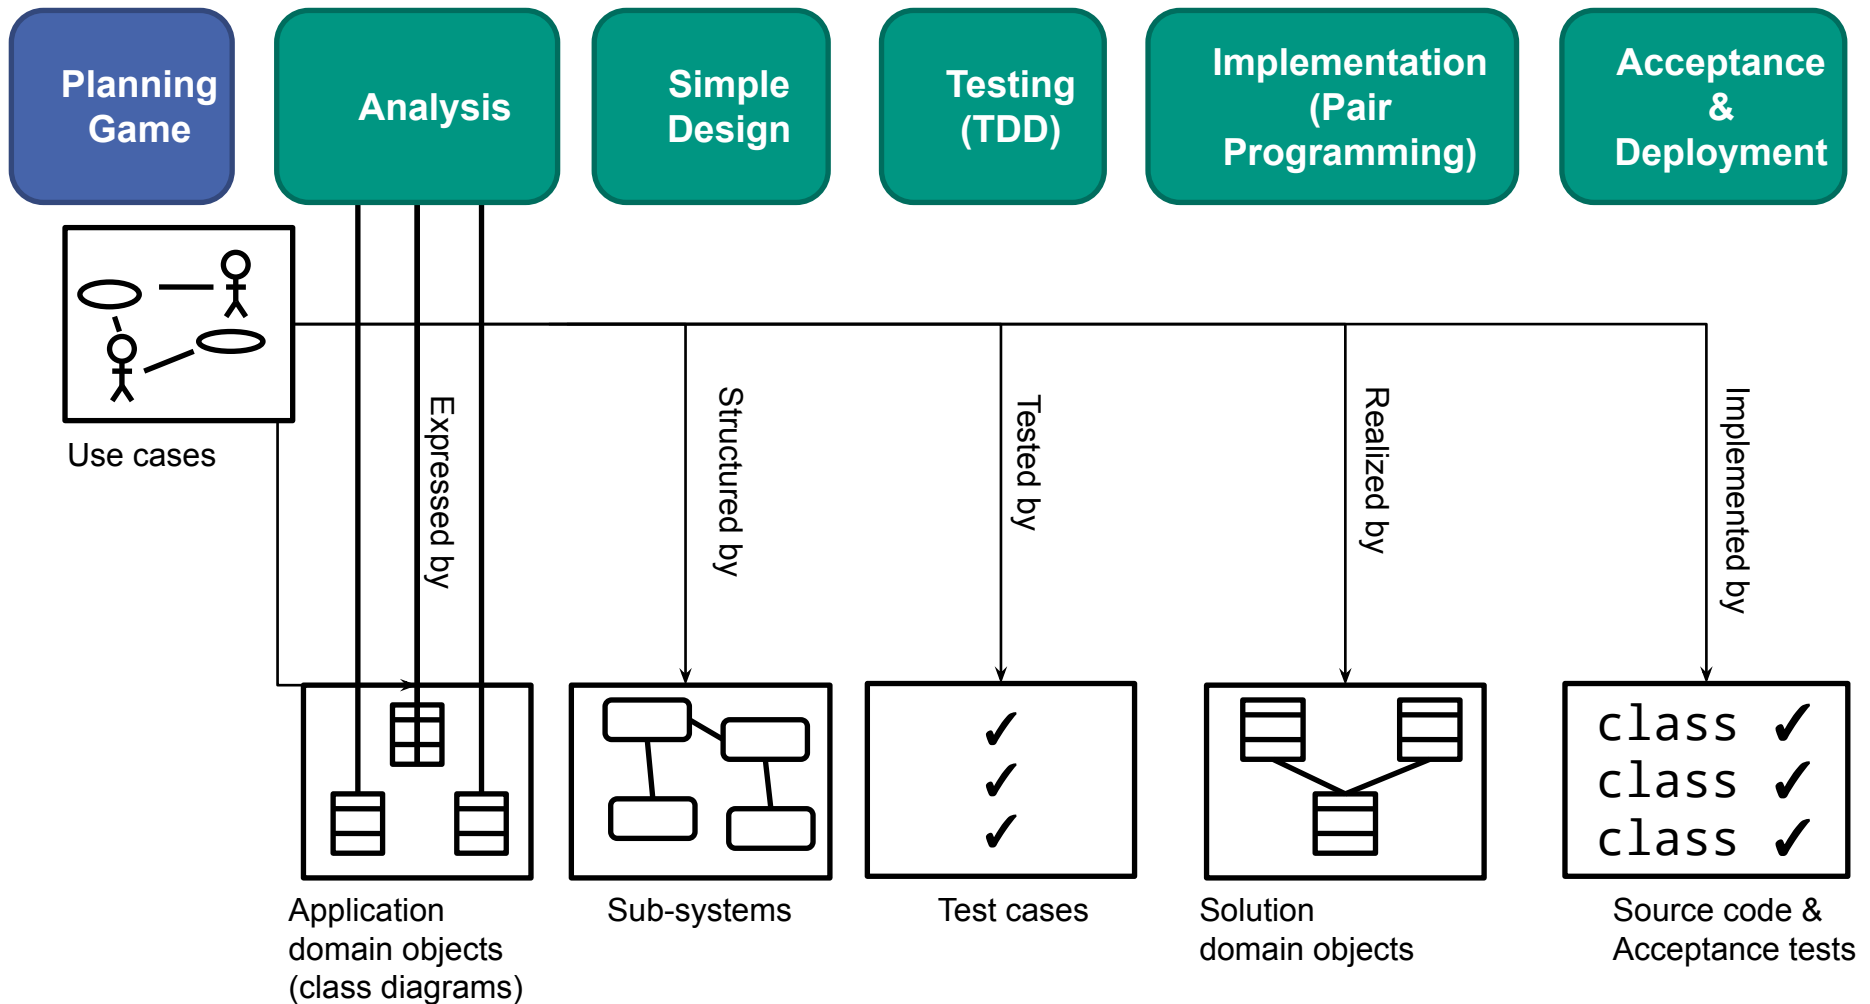 Planning
Game
Analysis
Simple
Design
Testing
(TDD)
Implementation
(Pair
Programming)
Acceptance
&
Deployment
Use cases
Expressed by
Structured by
Tested by
Realized by
Implemented by
class ✓
class ✓
class ✓
Application
domain objects
(class diagrams)
Sub-systems
Test cases
Solution
domain objects
Source code &
Acceptance tests